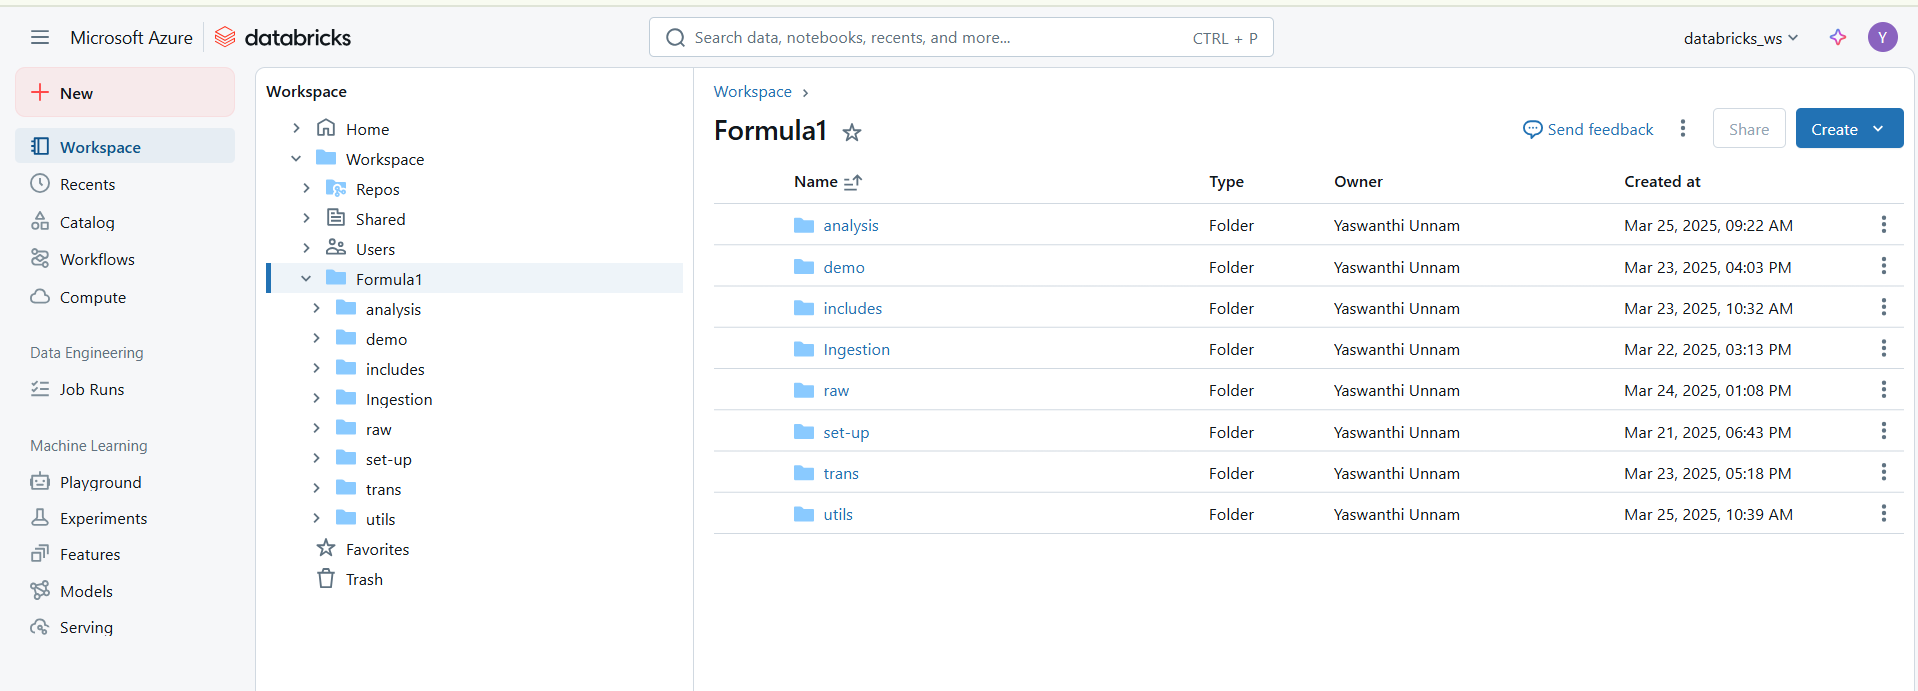 Microsoft Azure databricks
Search data, notebooks, recents, and more... CTRL + P
databricks_ws Y
New
Workspace
Recents
Catalog
Workflows
Compute
Data Engineering
Job Runs
Machine Learning
Playground
Experiments
Features
Models
Serving
Workspace
Home
Workspace
Repos
Shared
Users
Formula1
analysis
demo
includes
Ingestion
raw
set-up
trans
utils
Favorites
Trash
Workspace
Formula1
Send feedback Share Create
Name Type Owner Created at
analysis Folder Yaswanthi Unnam Mar 25, 2025, 09:22 AM
demo Folder Yaswanthi Unnam Mar 23, 2025, 04:03 PM
includes Folder Yaswanthi Unnam Mar 23, 2025, 10:32 AM
Ingestion Folder Yaswanthi Unnam Mar 22, 2025, 03:13 PM
raw Folder Yaswanthi Unnam Mar 24, 2025, 01:08 PM
set-up Folder Yaswanthi Unnam Mar 21, 2025, 06:43 PM
trans Folder Yaswanthi Unnam Mar 23, 2025, 05:18 PM
utils Folder Yaswanthi Unnam Mar 25, 2025, 10:39 AM